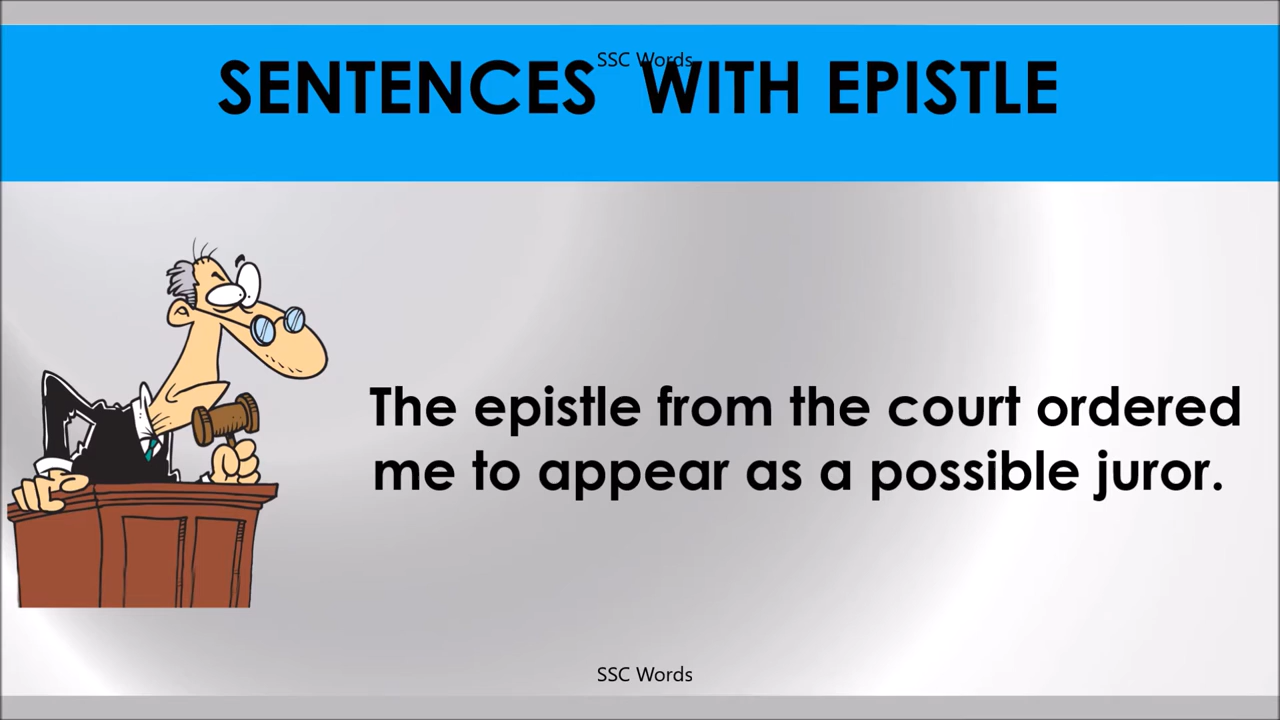 SSC Words
SENTENCES WITH EPISTLE
The epistle from the court ordered
me to appear as a possible juror.
SSC Words